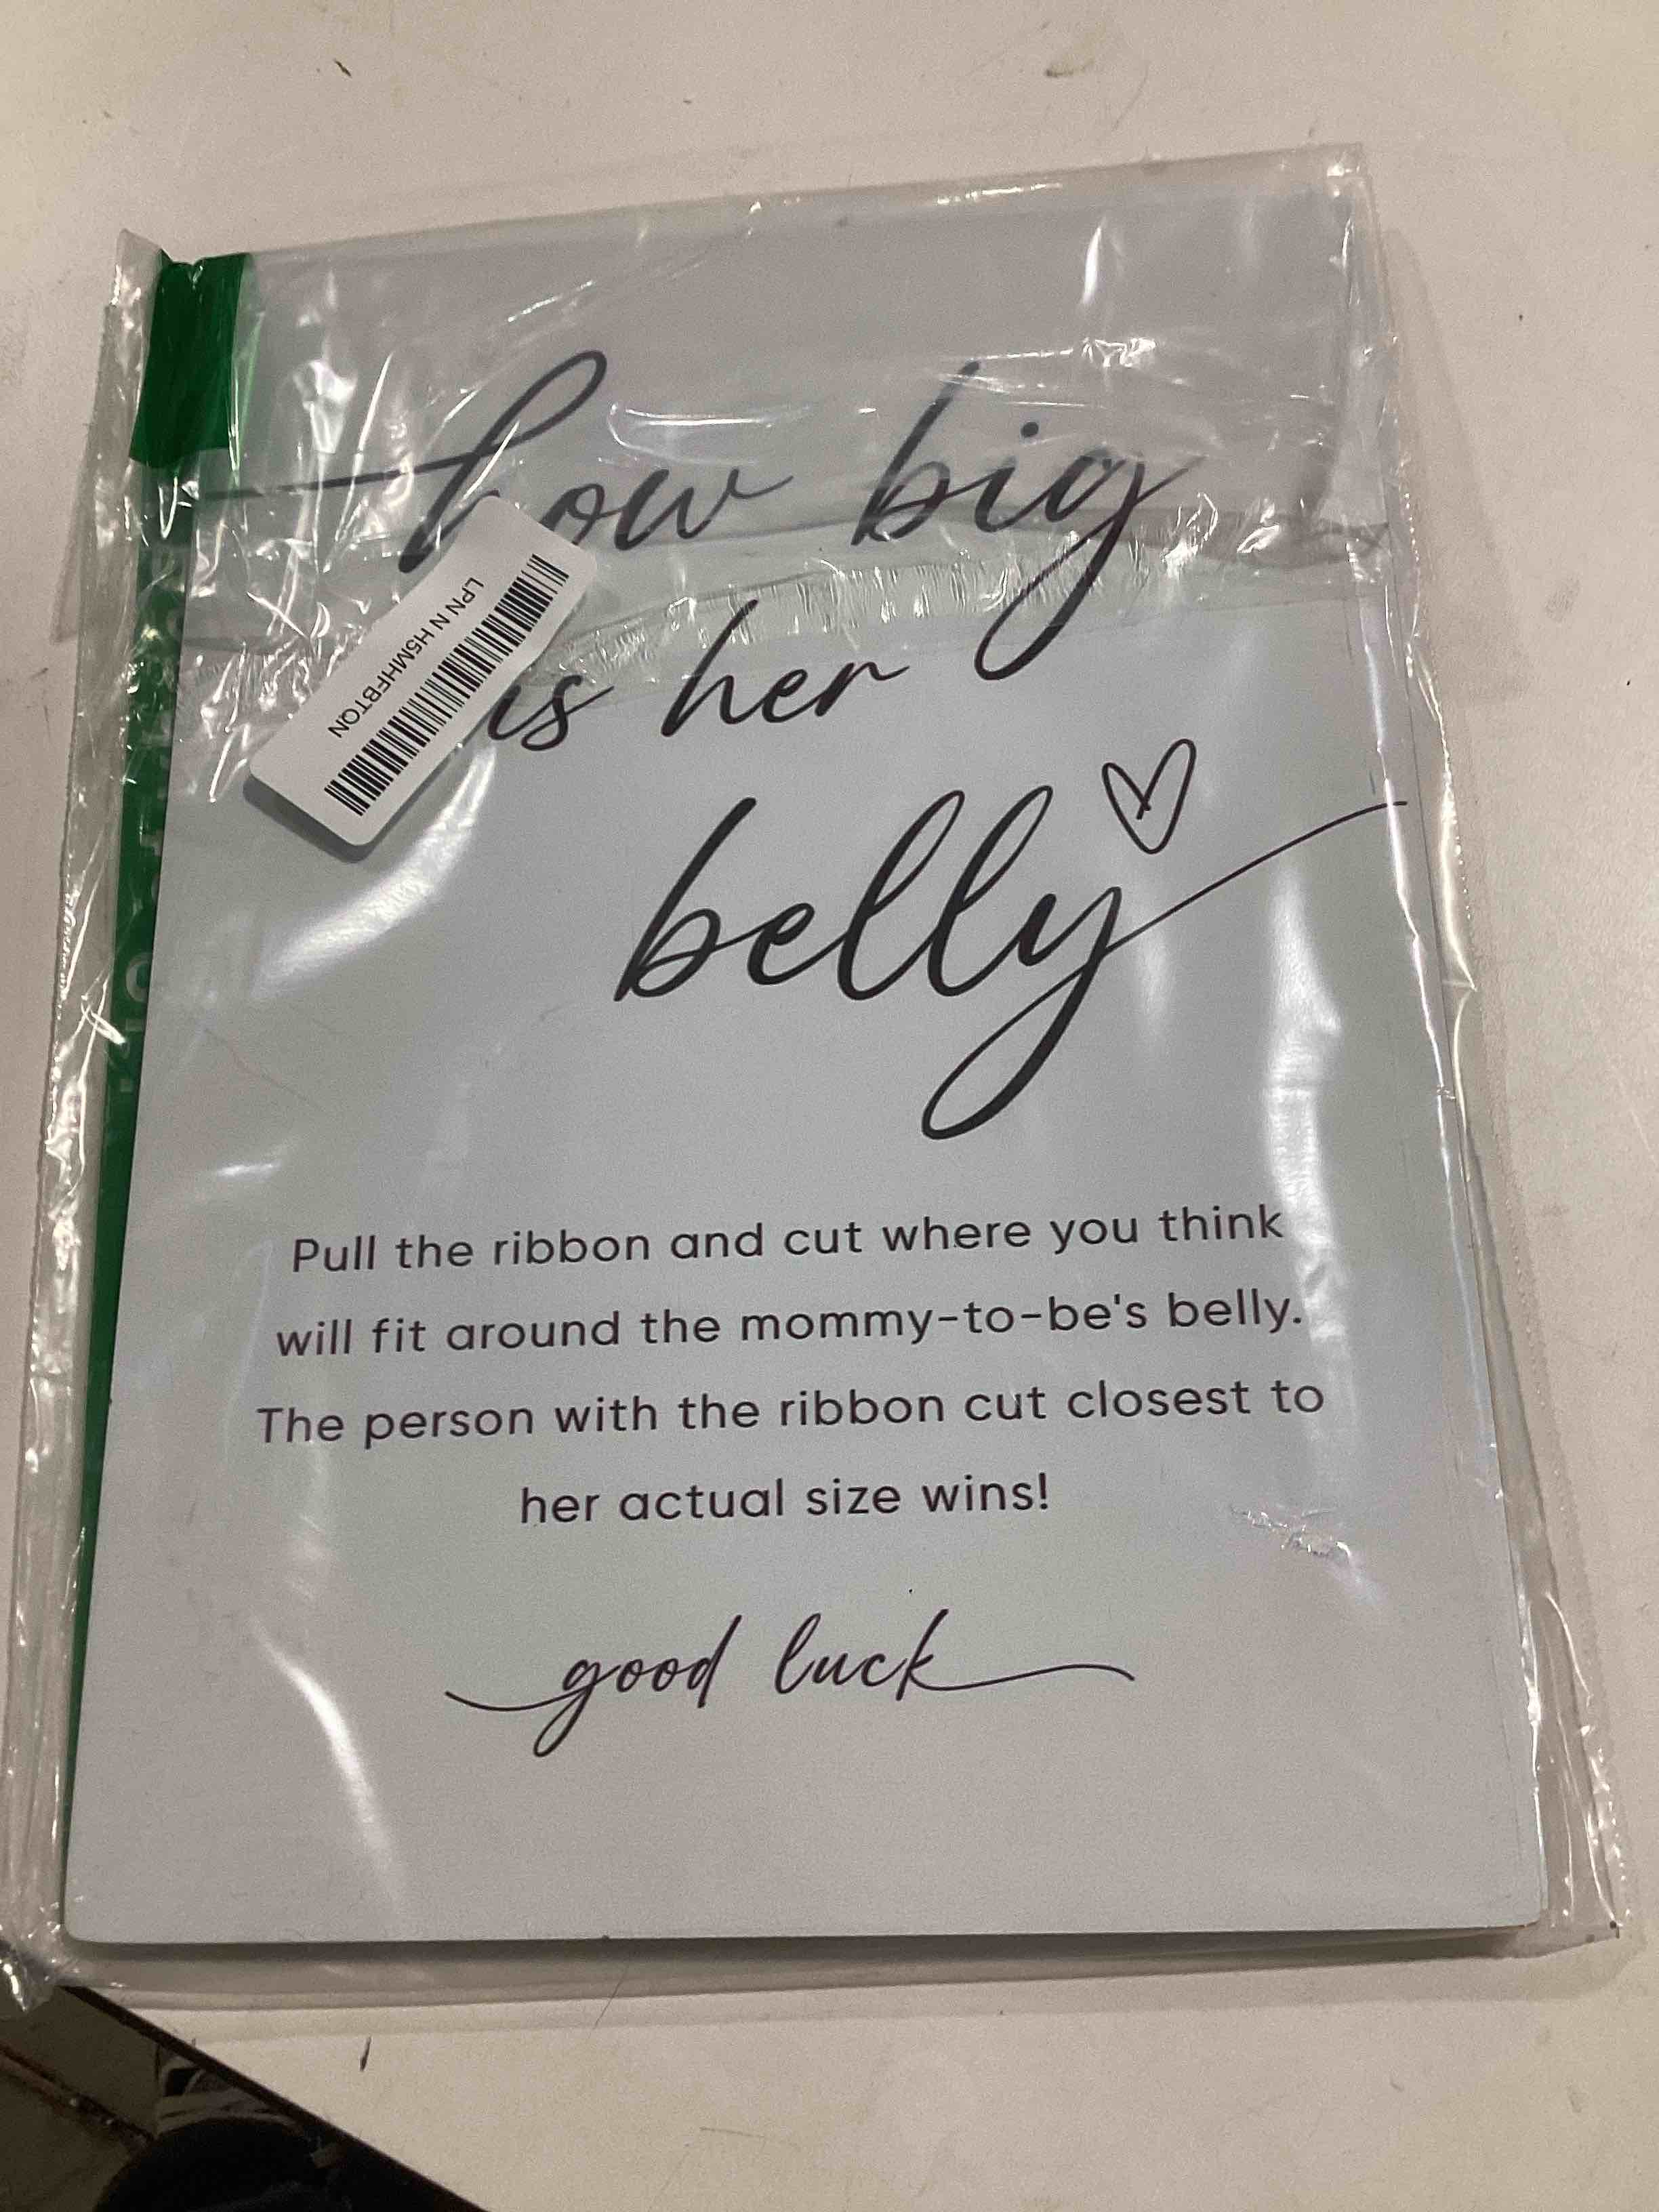 how big
is her
belly
LPN N H5MHFBTQN
Pull the ribbon and cut where you think
will fit around the mommy-to-be's belly.
The person with the ribbon cut closest to
her actual size wins!
good luck